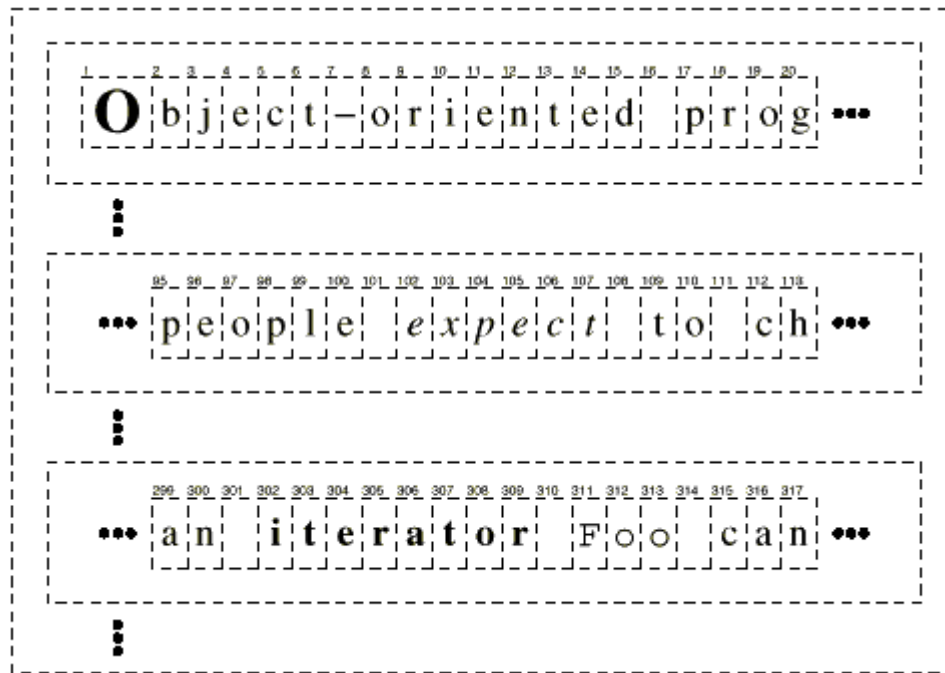 1 2 3 4 5 6 7 8 9 10 11 12 13 14 15 16 17 18 19 20
Object-oriented prog •••
95 96 97 98 99 100 101 102 103 104 105 106 107 108 109 110 111 112 113
••• people expect to ch •••
299 300 301 302 303 304 305 306 307 308 309 310 311 312 313 314 315 316 317
••• an iterator Foo can •••